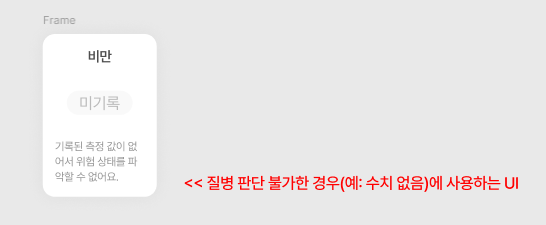 Frame
비만
미기록
기록된 측정 값이 없
어서 위험 상태를 파
악할 수 없어요.
<< 질병 판단 불가한 경우(예: 수치 없음)에 사용하는 UI